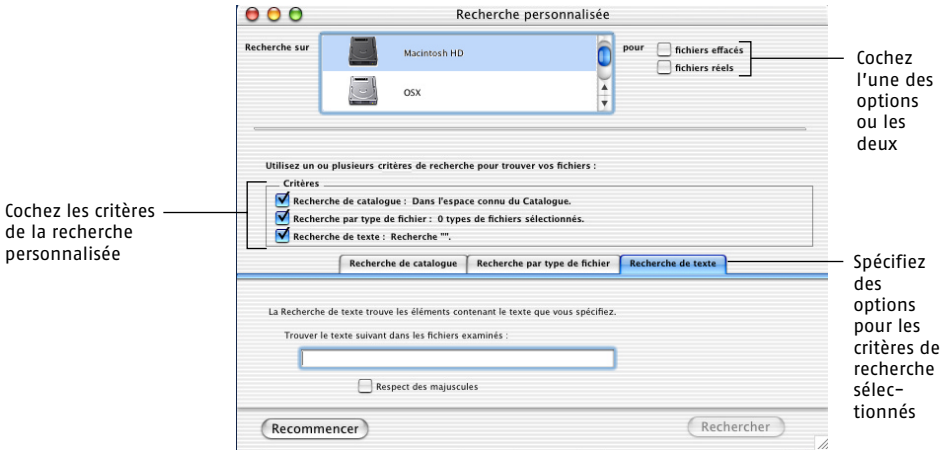 Recherche personnalisée
Recherche sur
Macintosh HD
OSX
pour
fichiers effacés
fichiers réels
Cochez
l'une des
options
ou les
deux
Utilisez un ou plusieurs critères de recherche pour trouver vos fichiers :
Critères
Recherche de catalogue : Dans l'espace connu du Catalogue.
Recherche par type de fichier : 0 types de fichiers sélectionnés.
Recherche de texte : Recherche "".
Cochez les critères
de la recherche
personnalisée
Recherche de catalogue
Recherche par type de fichier
Recherche de texte
Spécifiez
des
options
pour les
critères de
recherche
sélec-
tionnés
La Recherche de texte trouve les éléments contenant le texte que vous spécifiez.
Trouver le texte suivant dans les fichiers examinés :
Respect des majuscules
Recommencer
Rechercher